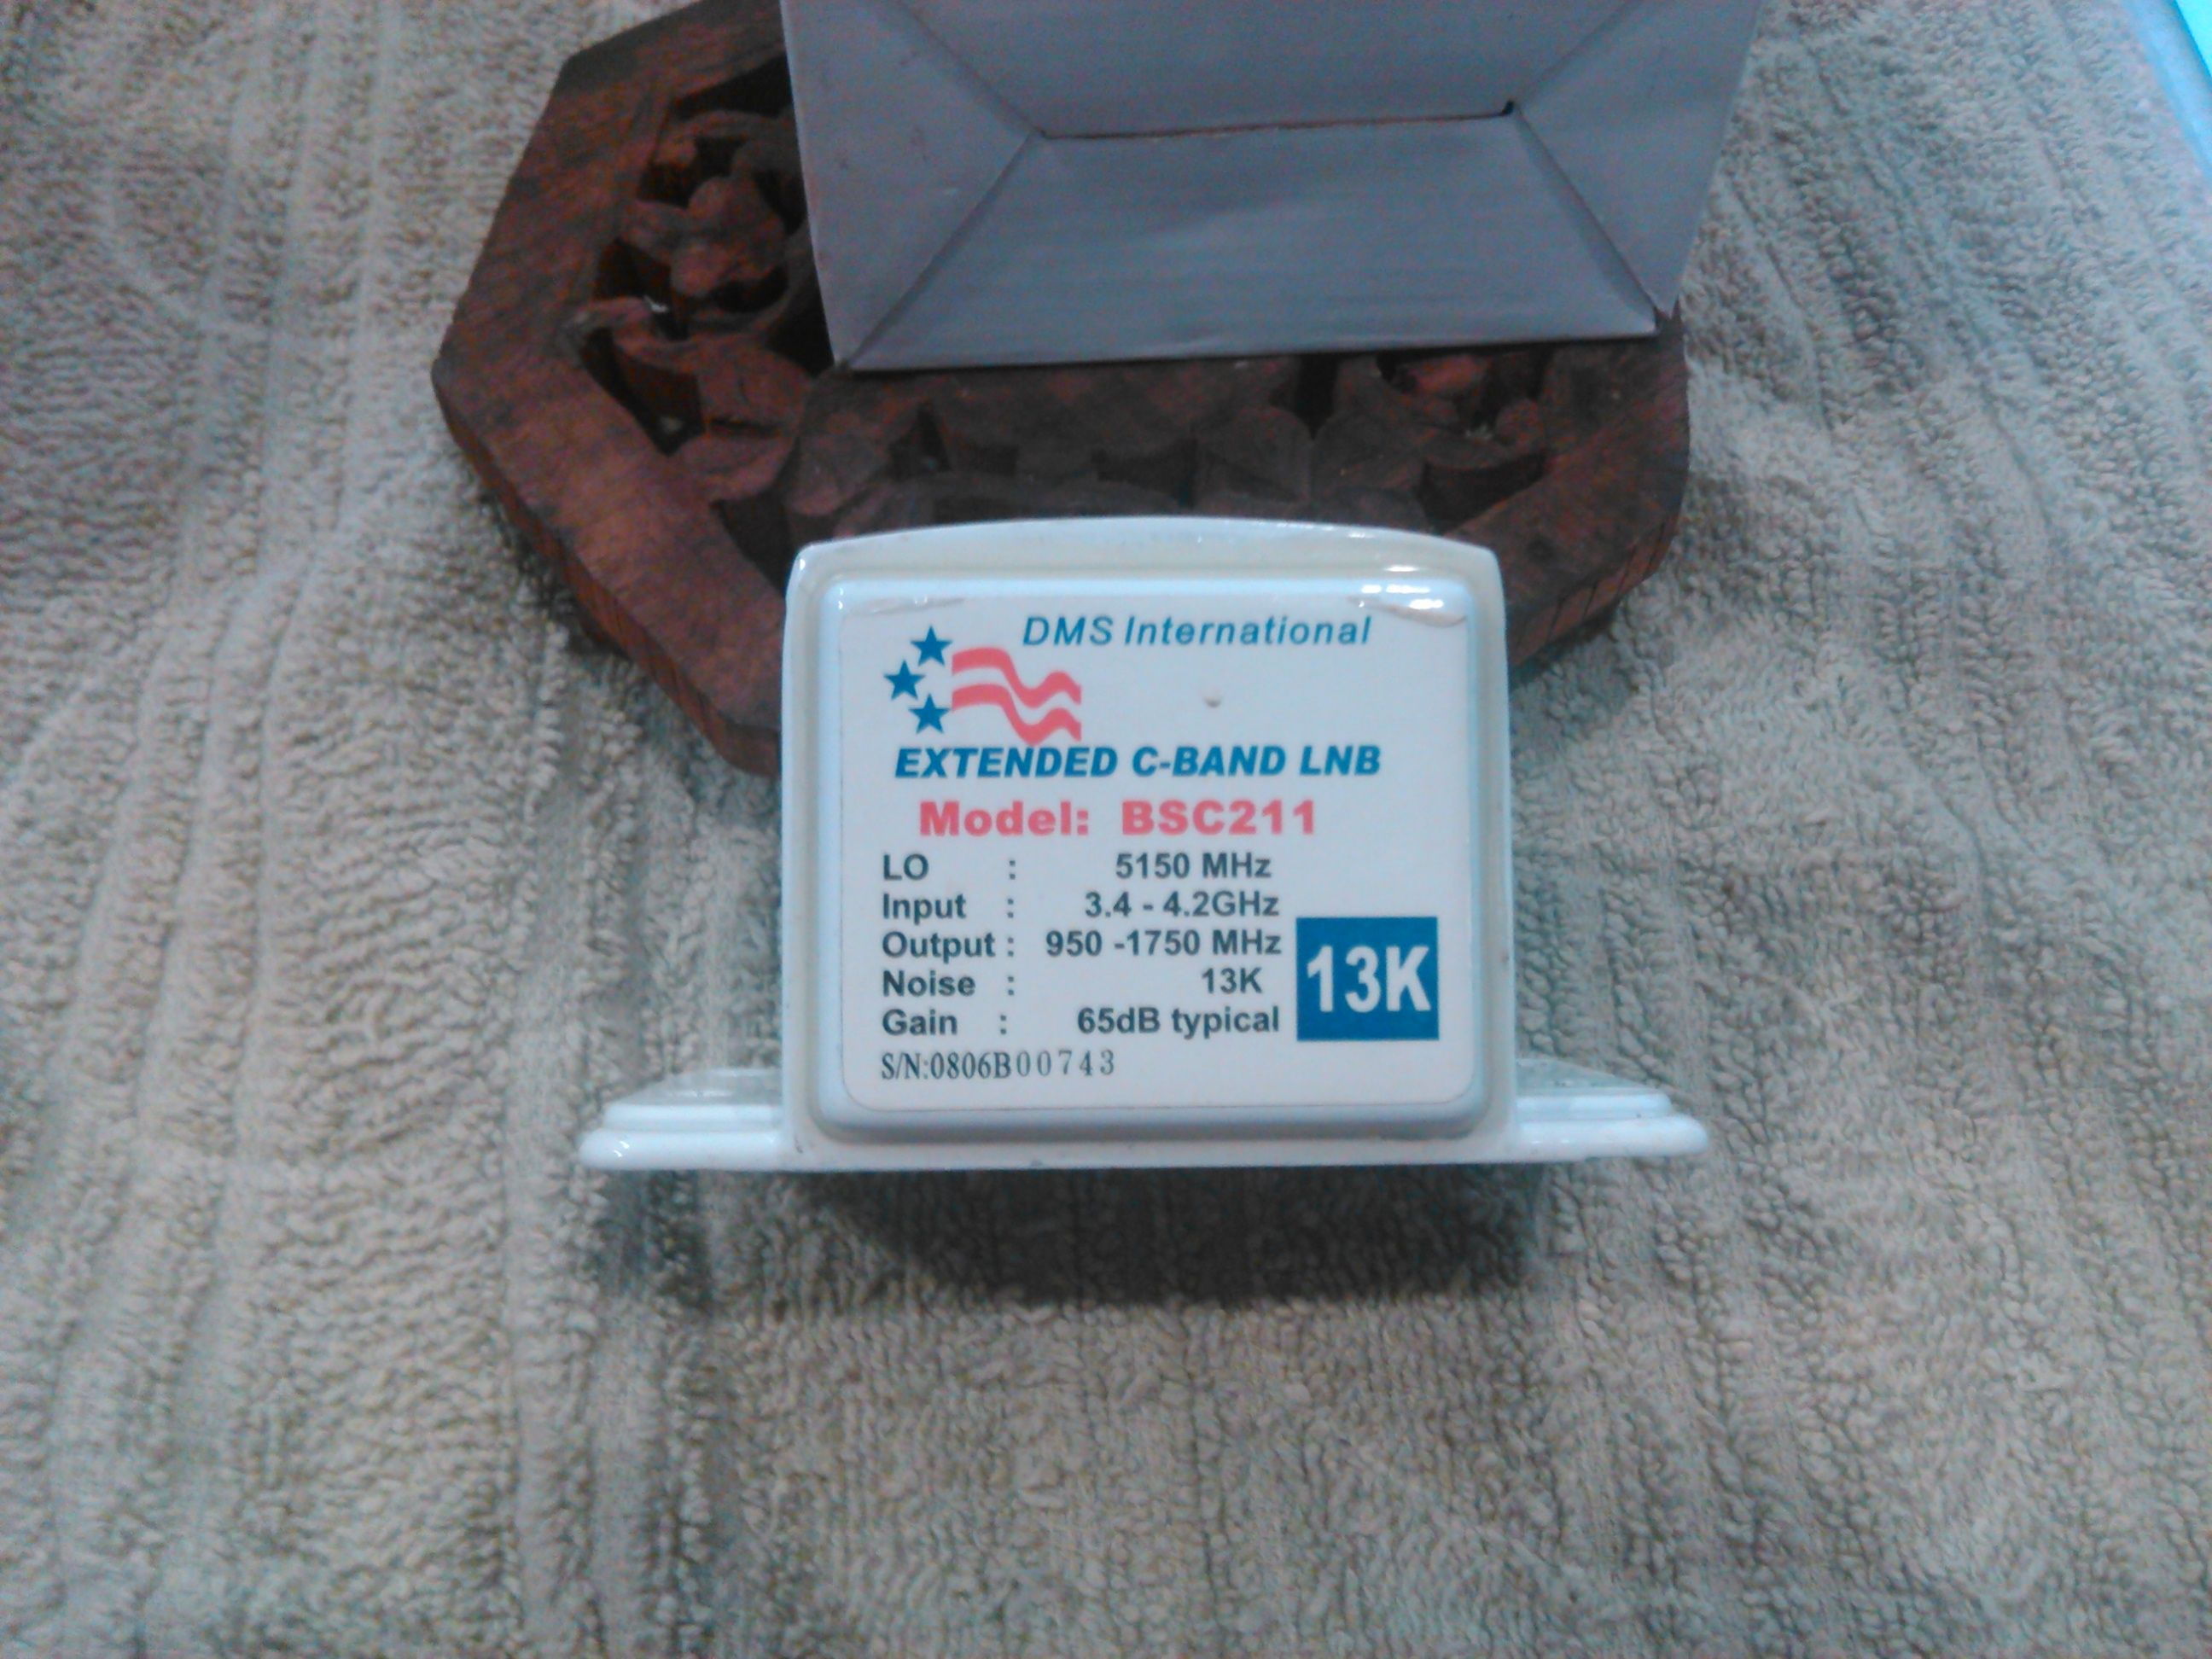 DMS International
EXTENDED C-BAND LNB
Model: BSC211
LO : 5150 MHz
Input : 3.4 - 4.2GHz
Output : 950 -1750 MHz
Noise : 13K
Gain : 65dB typical
13K
S/N:0806B00743